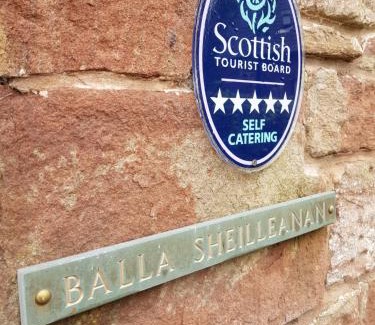 Scottish
TOURIST BOARD
★★★★★
SELF
CATERING
BALLA SHEILLEANAN